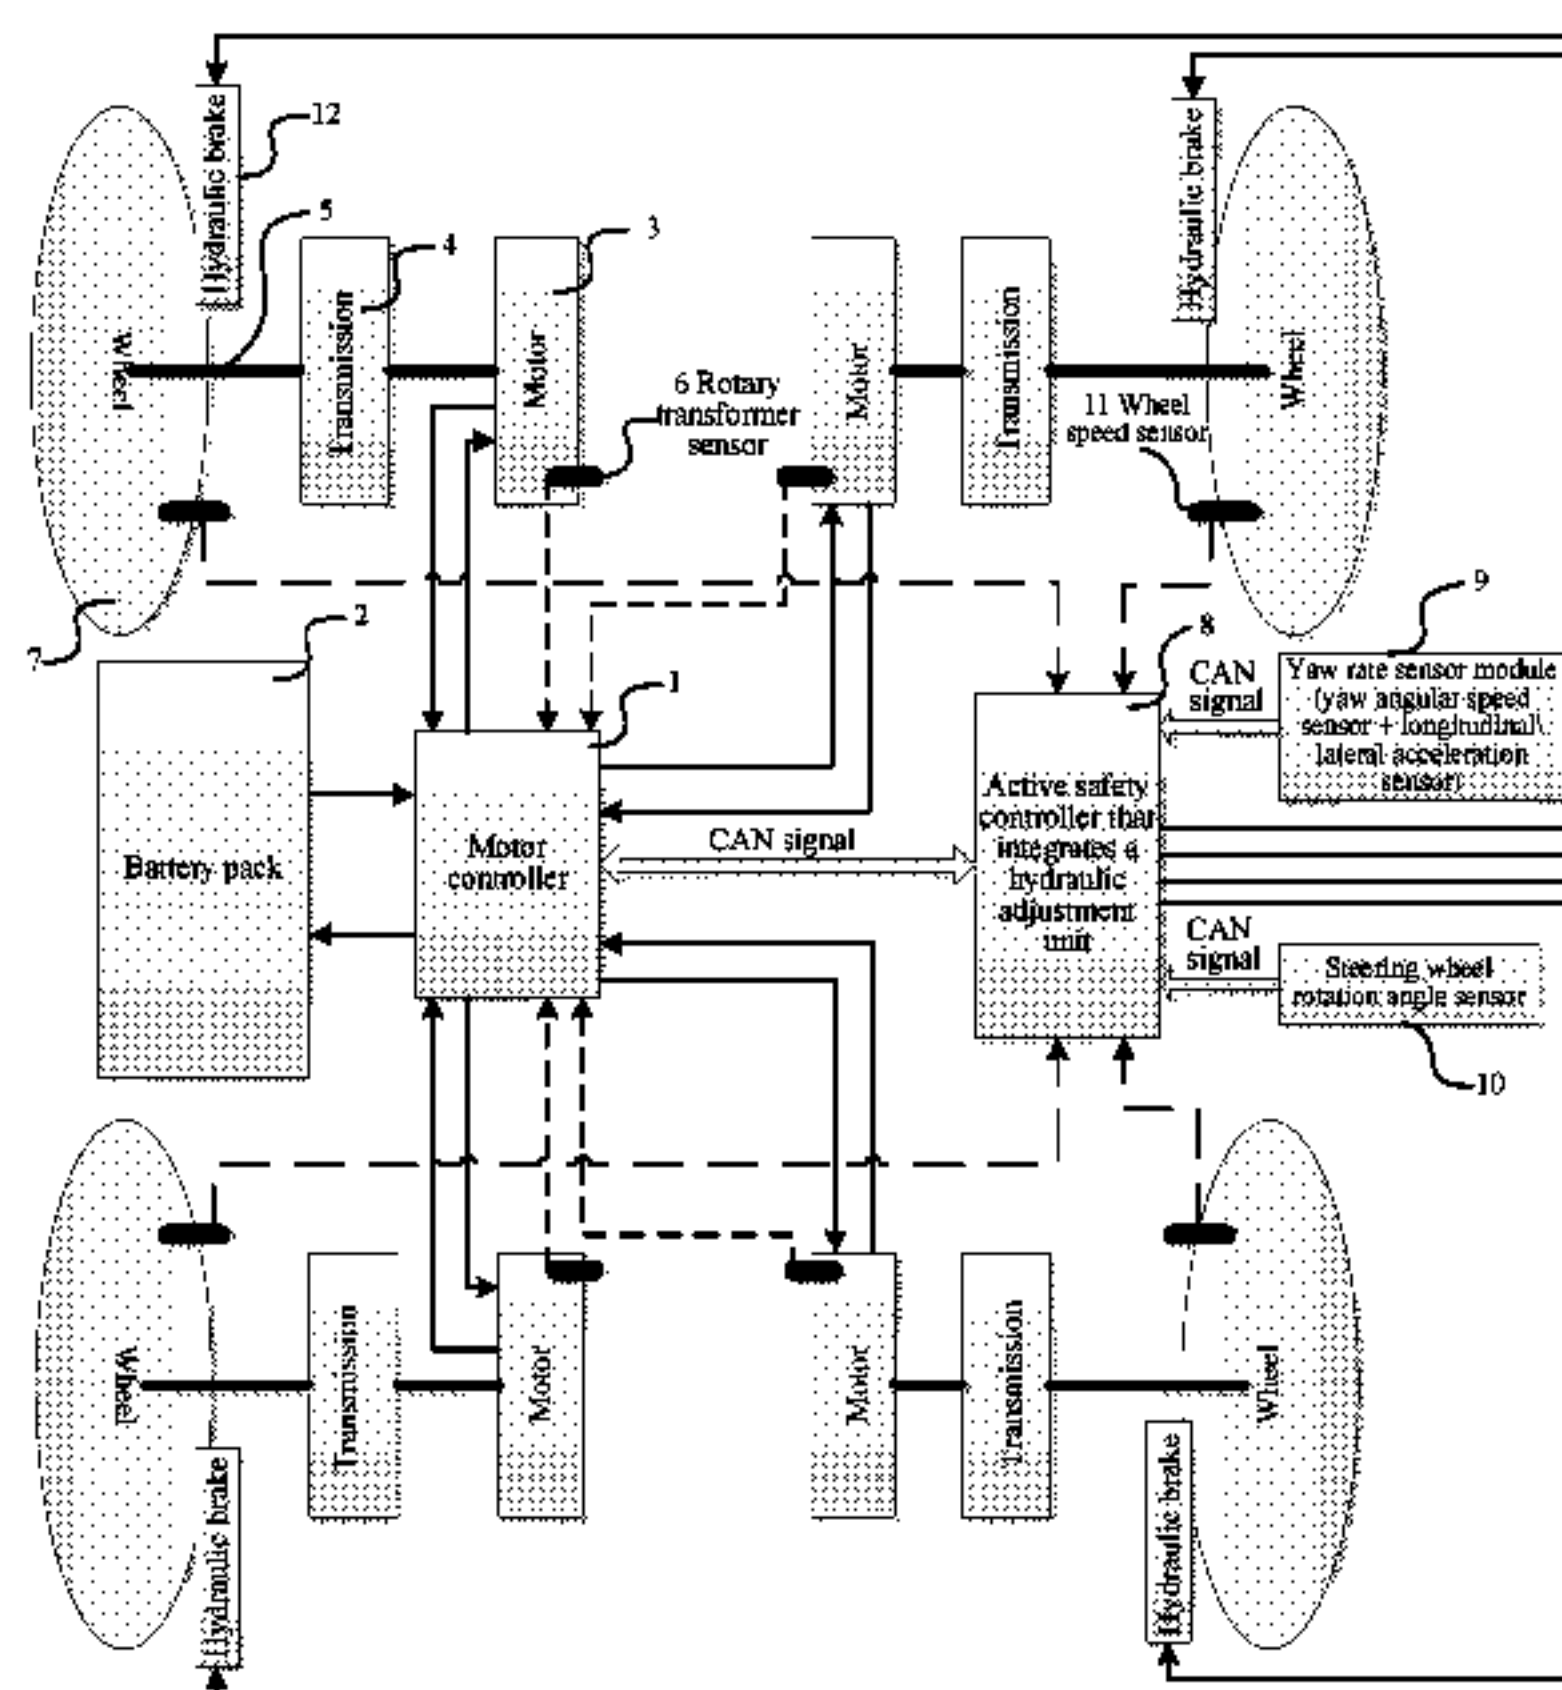 12
Hydraulic brake
Hydraulic brake
5
4
3
Wheel
Transmission
Motor
6 Rotary
transformer
sensor
Motor
Transmission
11 Wheel
speed sensor
Wheel
7
2
1
8
9
CAN
signal
Yaw rate sensor module
(yaw angular speed
sensor + longitudinal\
lateral acceleration
sensor)
Battery pack
Motor
controller
CAN signal
Active safety
controller that
integrates a
hydraulic
adjustment
unit
CAN
signal
Steering wheel
rotation angle sensor
10
Wheel
Transmission
Motor
Motor
Transmission
Wheel
Hydraulic brake
Hydraulic brake